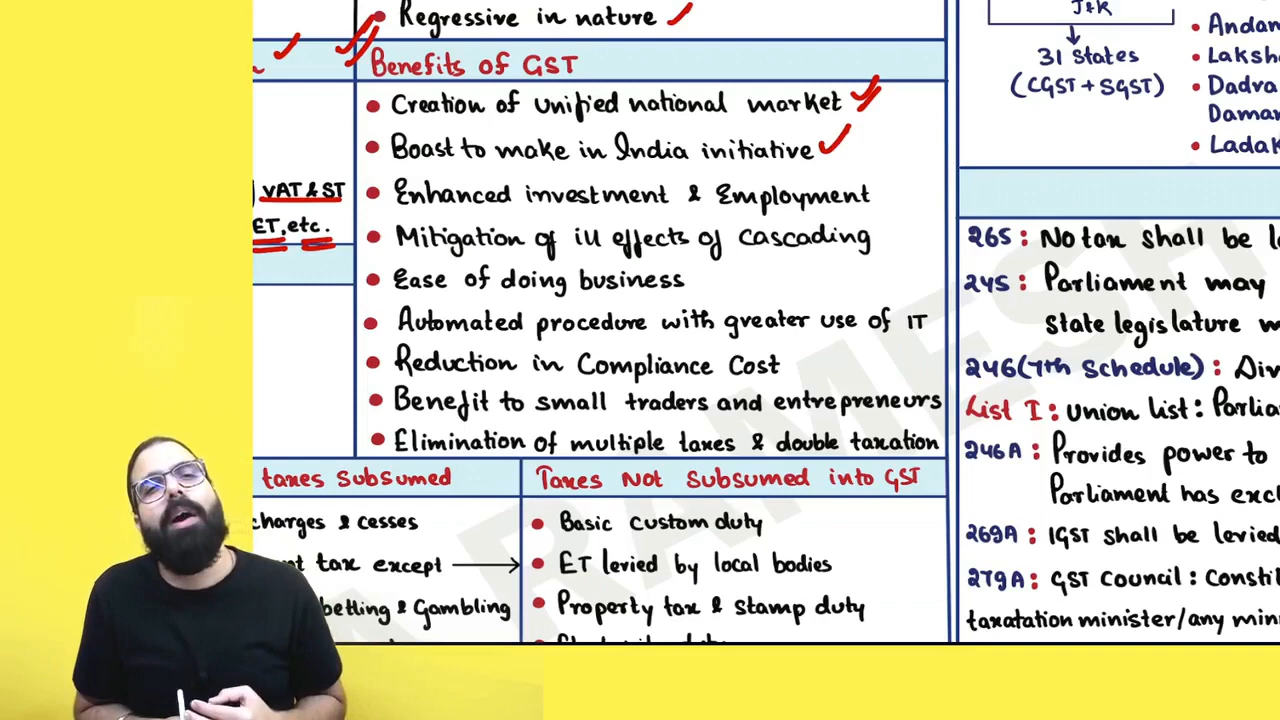 Regressive in nature
Benefits of GST
Creation of unified national market
Boast to make in India initiative
Enhanced investment & Employment
Mitigation of ill effects of cascading
Ease of doing business
Automated procedure with greater use of IT
Reduction in Compliance Cost
Benefit to small traders and entrepreneurs
Elimination of multiple taxes & double taxation
VAT & ST
ET, etc.
taxes subsumed
charges & cesses
tax except
betting & Gambling
Taxes Not Subsumed into GST
Basic custom duty
ET levied by local bodies
Property tax & stamp duty
J&K
31 States
(CGST + SGST)
Andan
Laksh
Dadra
Daman
Ladak
265: No tax shall be l
245: Parliament may
State legislature
246 (7th Schedule): Div
List I: Union list: Parlia
246A: Provides power to
Parliament has excl
269A: IGST shall be levied
279A: GST Council: Consti
taxatation minister/any min
RAMESH